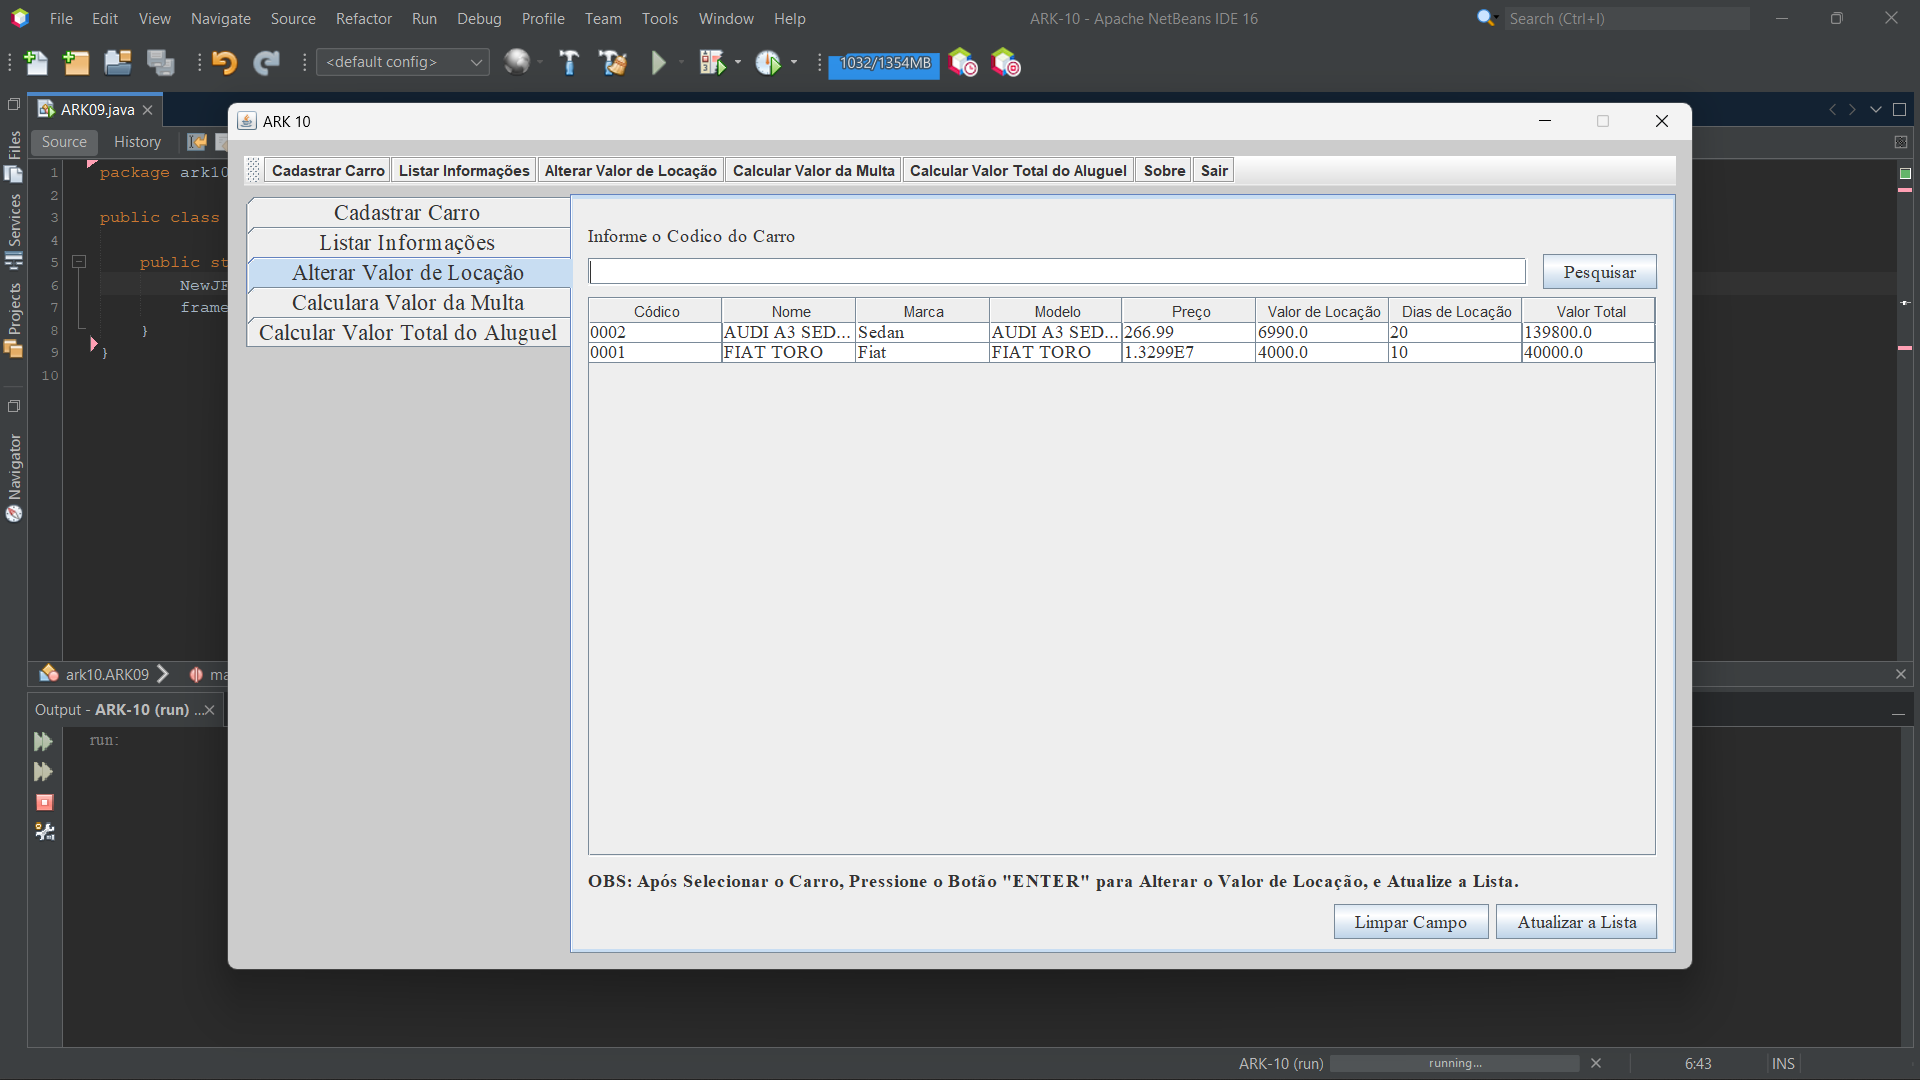 File Edit View Navigate Source Refactor Run Debug Profile Team Tools Window Help
ARK-10 - Apache NetBeans IDE 16
Search (Ctrl+I)
<default config>
1032/1354MB
ARK09.java
Source History
Files
Services
Projects
Navigator
1 package ark10
2
3 public class
4
5 public st
6 NewJF
7 frame
8 }
9 }
10
ark10.ARK09
ma
Output - ARK-10 (run) ...
run:
ARK 10
Cadastrar Carro Listar Informações Alterar Valor de Locação Calcular Valor da Multa Calcular Valor Total do Aluguel Sobre Sair
Cadastrar Carro
Listar Informações
Alterar Valor de Locação
Calculara Valor da Multa
Calcular Valor Total do Aluguel
Informe o Codico do Carro
Pesquisar
Códico Nome Marca Modelo Preço Valor de Locação Dias de Locação Valor Total
0002 AUDI A3 SED... Sedan AUDI A3 SED... 266.99 6990.0 20 139800.0
0001 FIAT TORO Fiat FIAT TORO 1.3299E7 4000.0 10 40000.0
OBS: Após Selecionar o Carro, Pressione o Botão "ENTER" para Alterar o Valor de Locação, e Atualize a Lista.
Limpar Campo Atualizar a Lista
ARK-10 (run) running... 6:43 INS